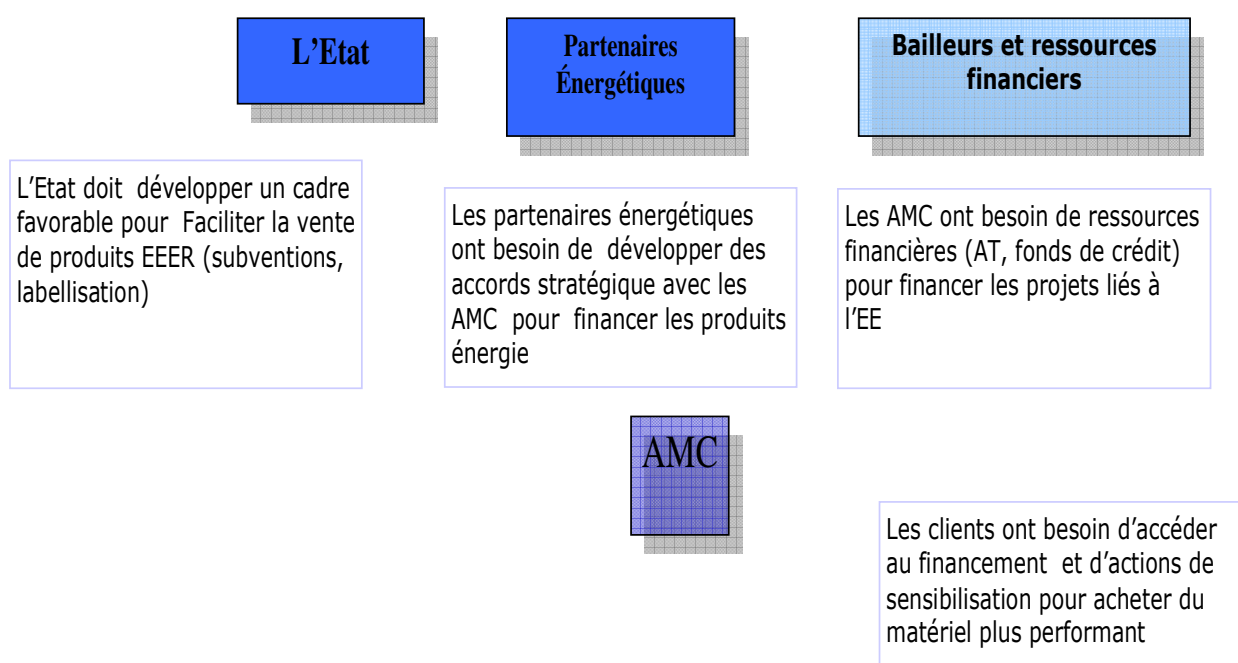 L'Etat
Partenaires
Énergétiques
Bailleurs et ressources
financiers
L'Etat doit développer un cadre
favorable pour Faciliter la vente
de produits EEER (subventions,
labellisation)
Les partenaires énergétiques
ont besoin de développer des
accords stratégique avec les
AMC pour financer les produits
énergie
Les AMC ont besoin de ressources
financières (AT, fonds de crédit)
pour financer les projets liés à
l'EE
AMC
Les clients ont besoin d'accéder
au financement et d'actions de
sensibilisation pour acheter du
matériel plus performant